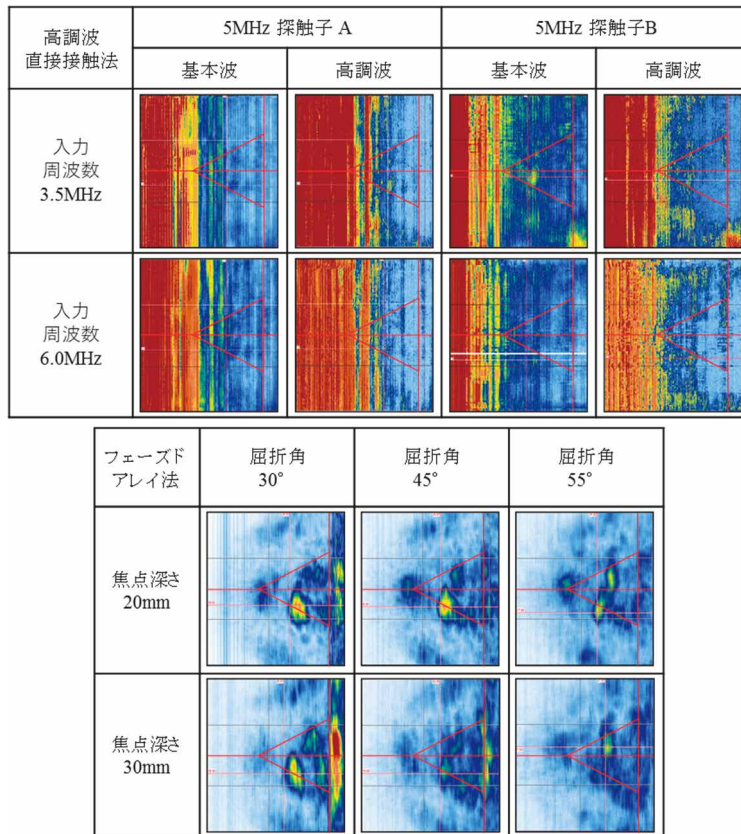 高調波
直接接触法
5MHz 探触子 A
5MHz 探触子B
基本波
高調波
基本波
高調波
入力
周波数
3.5MHz
入力
周波数
6.0MHz
フェーズド
アレイ法
屈折角
30°
屈折角
45°
屈折角
55°
焦点深さ
20mm
焦点深さ
30mm